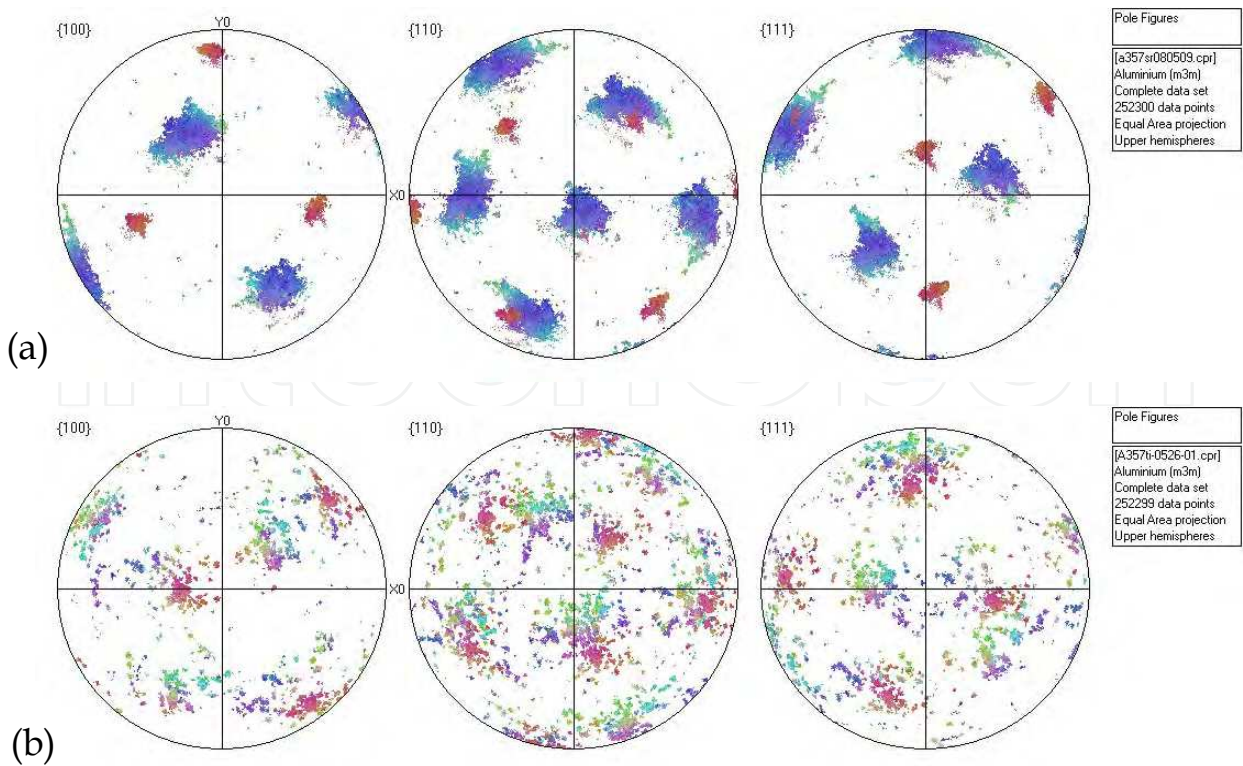 {100}
Y0
{110}
{111}
X0
Pole Figures
[a357sr080509.cpr]
Aluminium (m3m)
Complete data set
252300 data points
Equal Area projection
Upper hemispheres
(a)
{100}
Y0
{110}
{111}
X0
Pole Figures
[A357ti-0526-01.cpr]
Aluminium (m3m)
Complete data set
252299 data points
Equal Area projection
Upper hemispheres
(b)